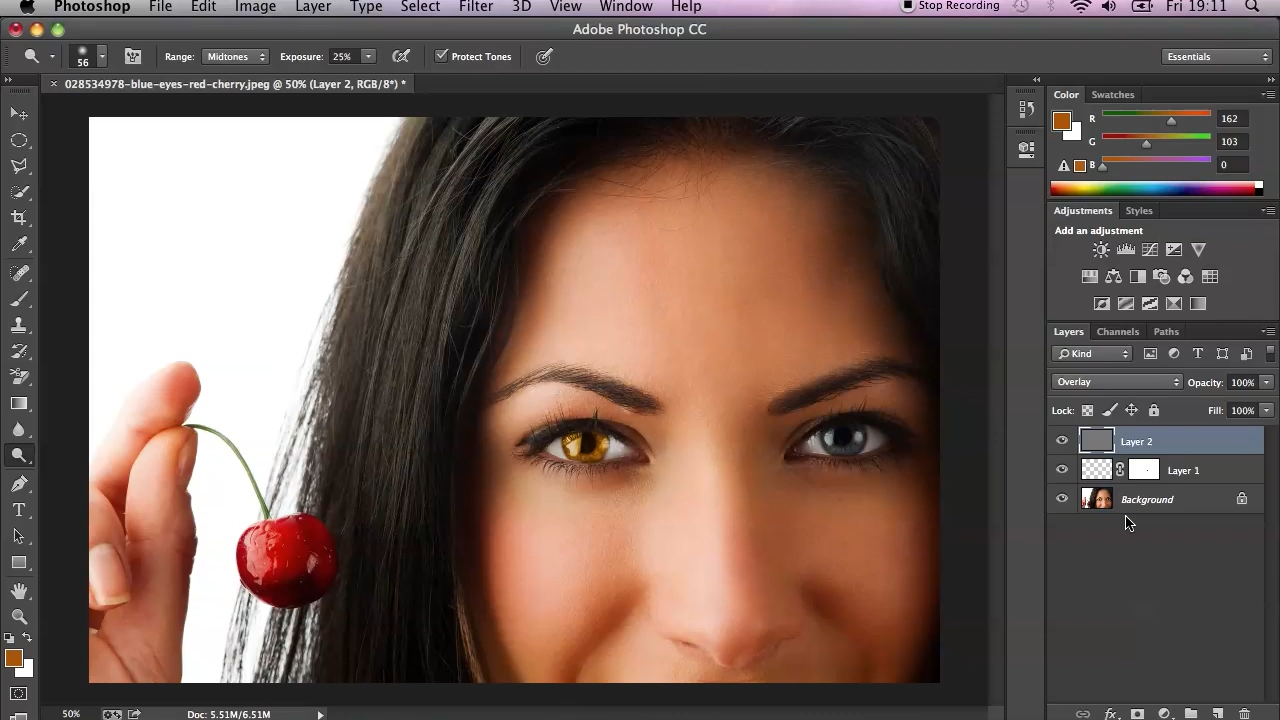 Photoshop File Edit Image Layer Type Select Filter 3D View Window Help Stop Recording Fri 19:11
Adobe Photoshop CC
56 Range: Midtones Exposure: 25% Protect Tones Essentials
028534978-blue-eyes-red-cherry.jpeg @ 50% (Layer 2, RGB/8*) *
Color Swatches
R 162
G 103
B 0
Adjustments Styles
Add an adjustment
Layers Channels Paths
Kind
Overlay Opacity: 100%
Lock: Fill: 100%
Layer 2
Layer 1
Background
50% Doc: 5.51M/6.51M